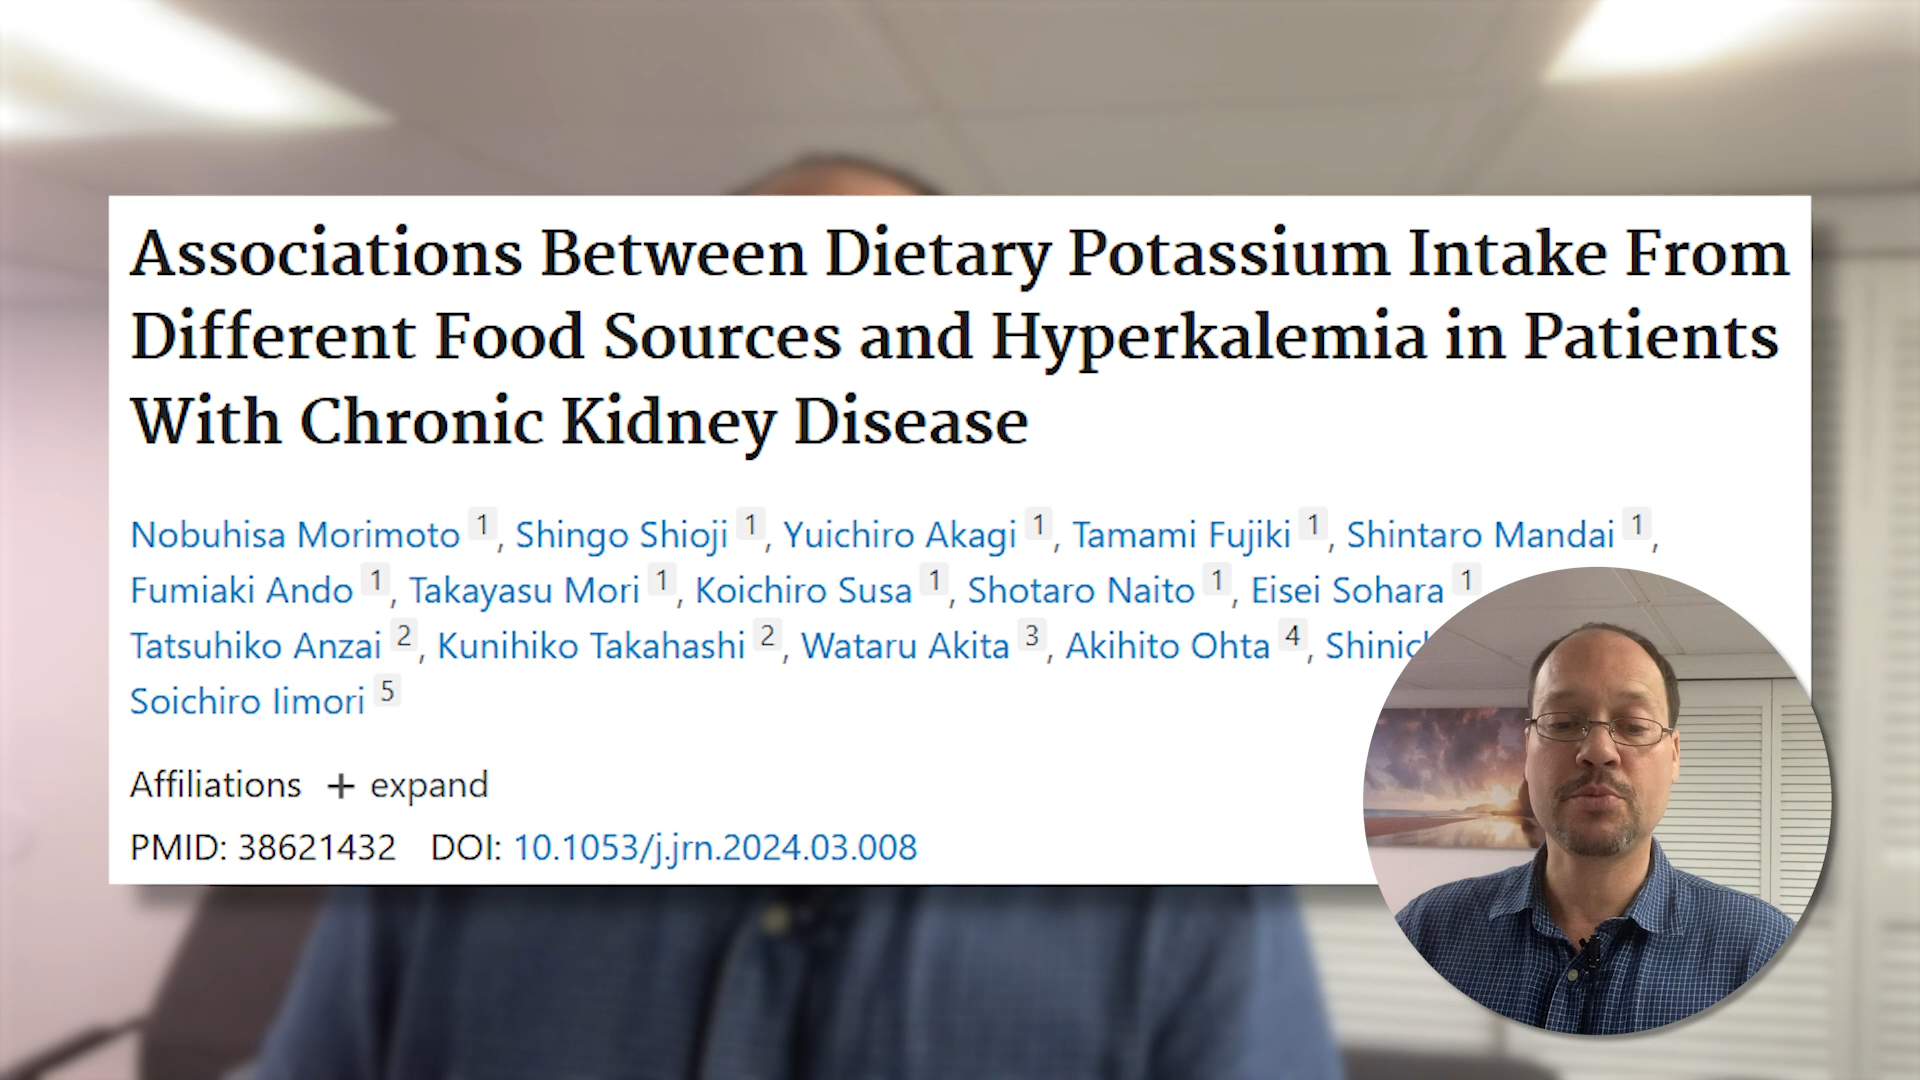 Associations Between Dietary Potassium Intake From
Different Food Sources and Hyperkalemia in Patients
With Chronic Kidney Disease
Nobuhisa Morimoto 1, Shingo Shioji 1, Yuichiro Akagi 1, Tamami Fujiki 1, Shintaro Mandai 1,
Fumiaki Ando 1, Takayasu Mori 1, Koichiro Susa 1, Shotaro Naito 1, Eisei Sohara 1
Tatsuhiko Anzai 2, Kunihiko Takahashi 2, Wataru Akita 3, Akihito Ohta 4,
Soichiro Iimori 5
Affiliations + expand
PMID: 38621432 DOI: 10.1053/j.jrn.2024.03.008